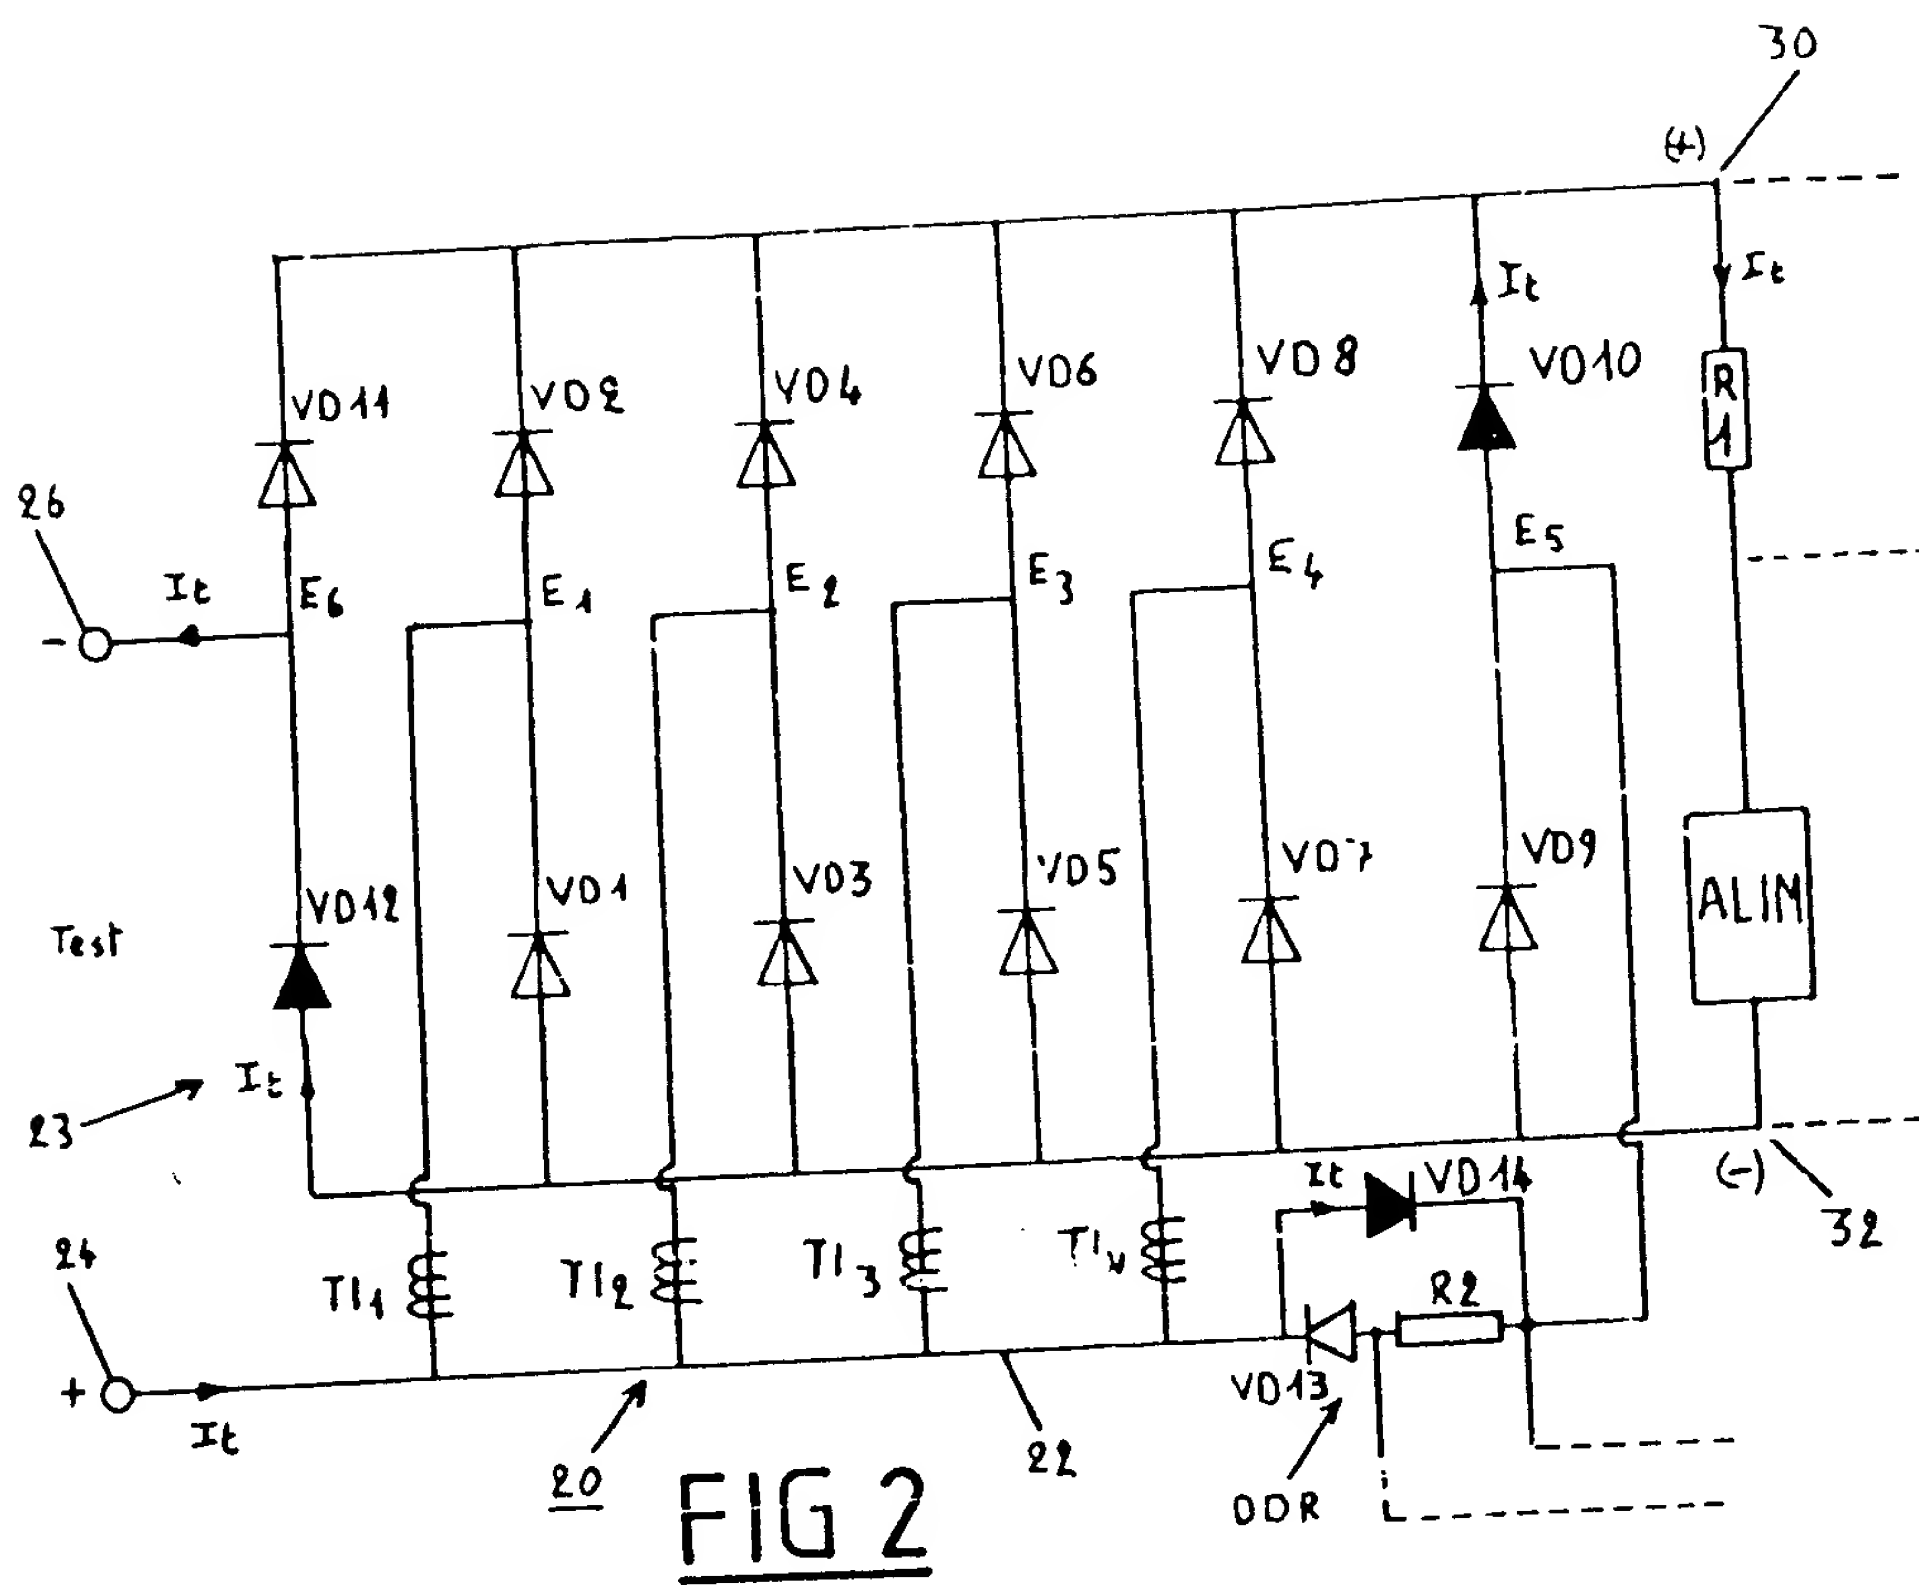 30
(+)
It
It
VD11
VD2
VD4
VD6
VD8
VD10
R
1
26
It
-
E6
E1
E2
E3
E4
E5
VD12
VD1
VD3
VD5
VD7
VD9
ALIM
Test
It
23
(-)
32
It
VD14
24
TI1
TI2
TI3
R2
+
It
VD13
20
22
DDR
FIG 2